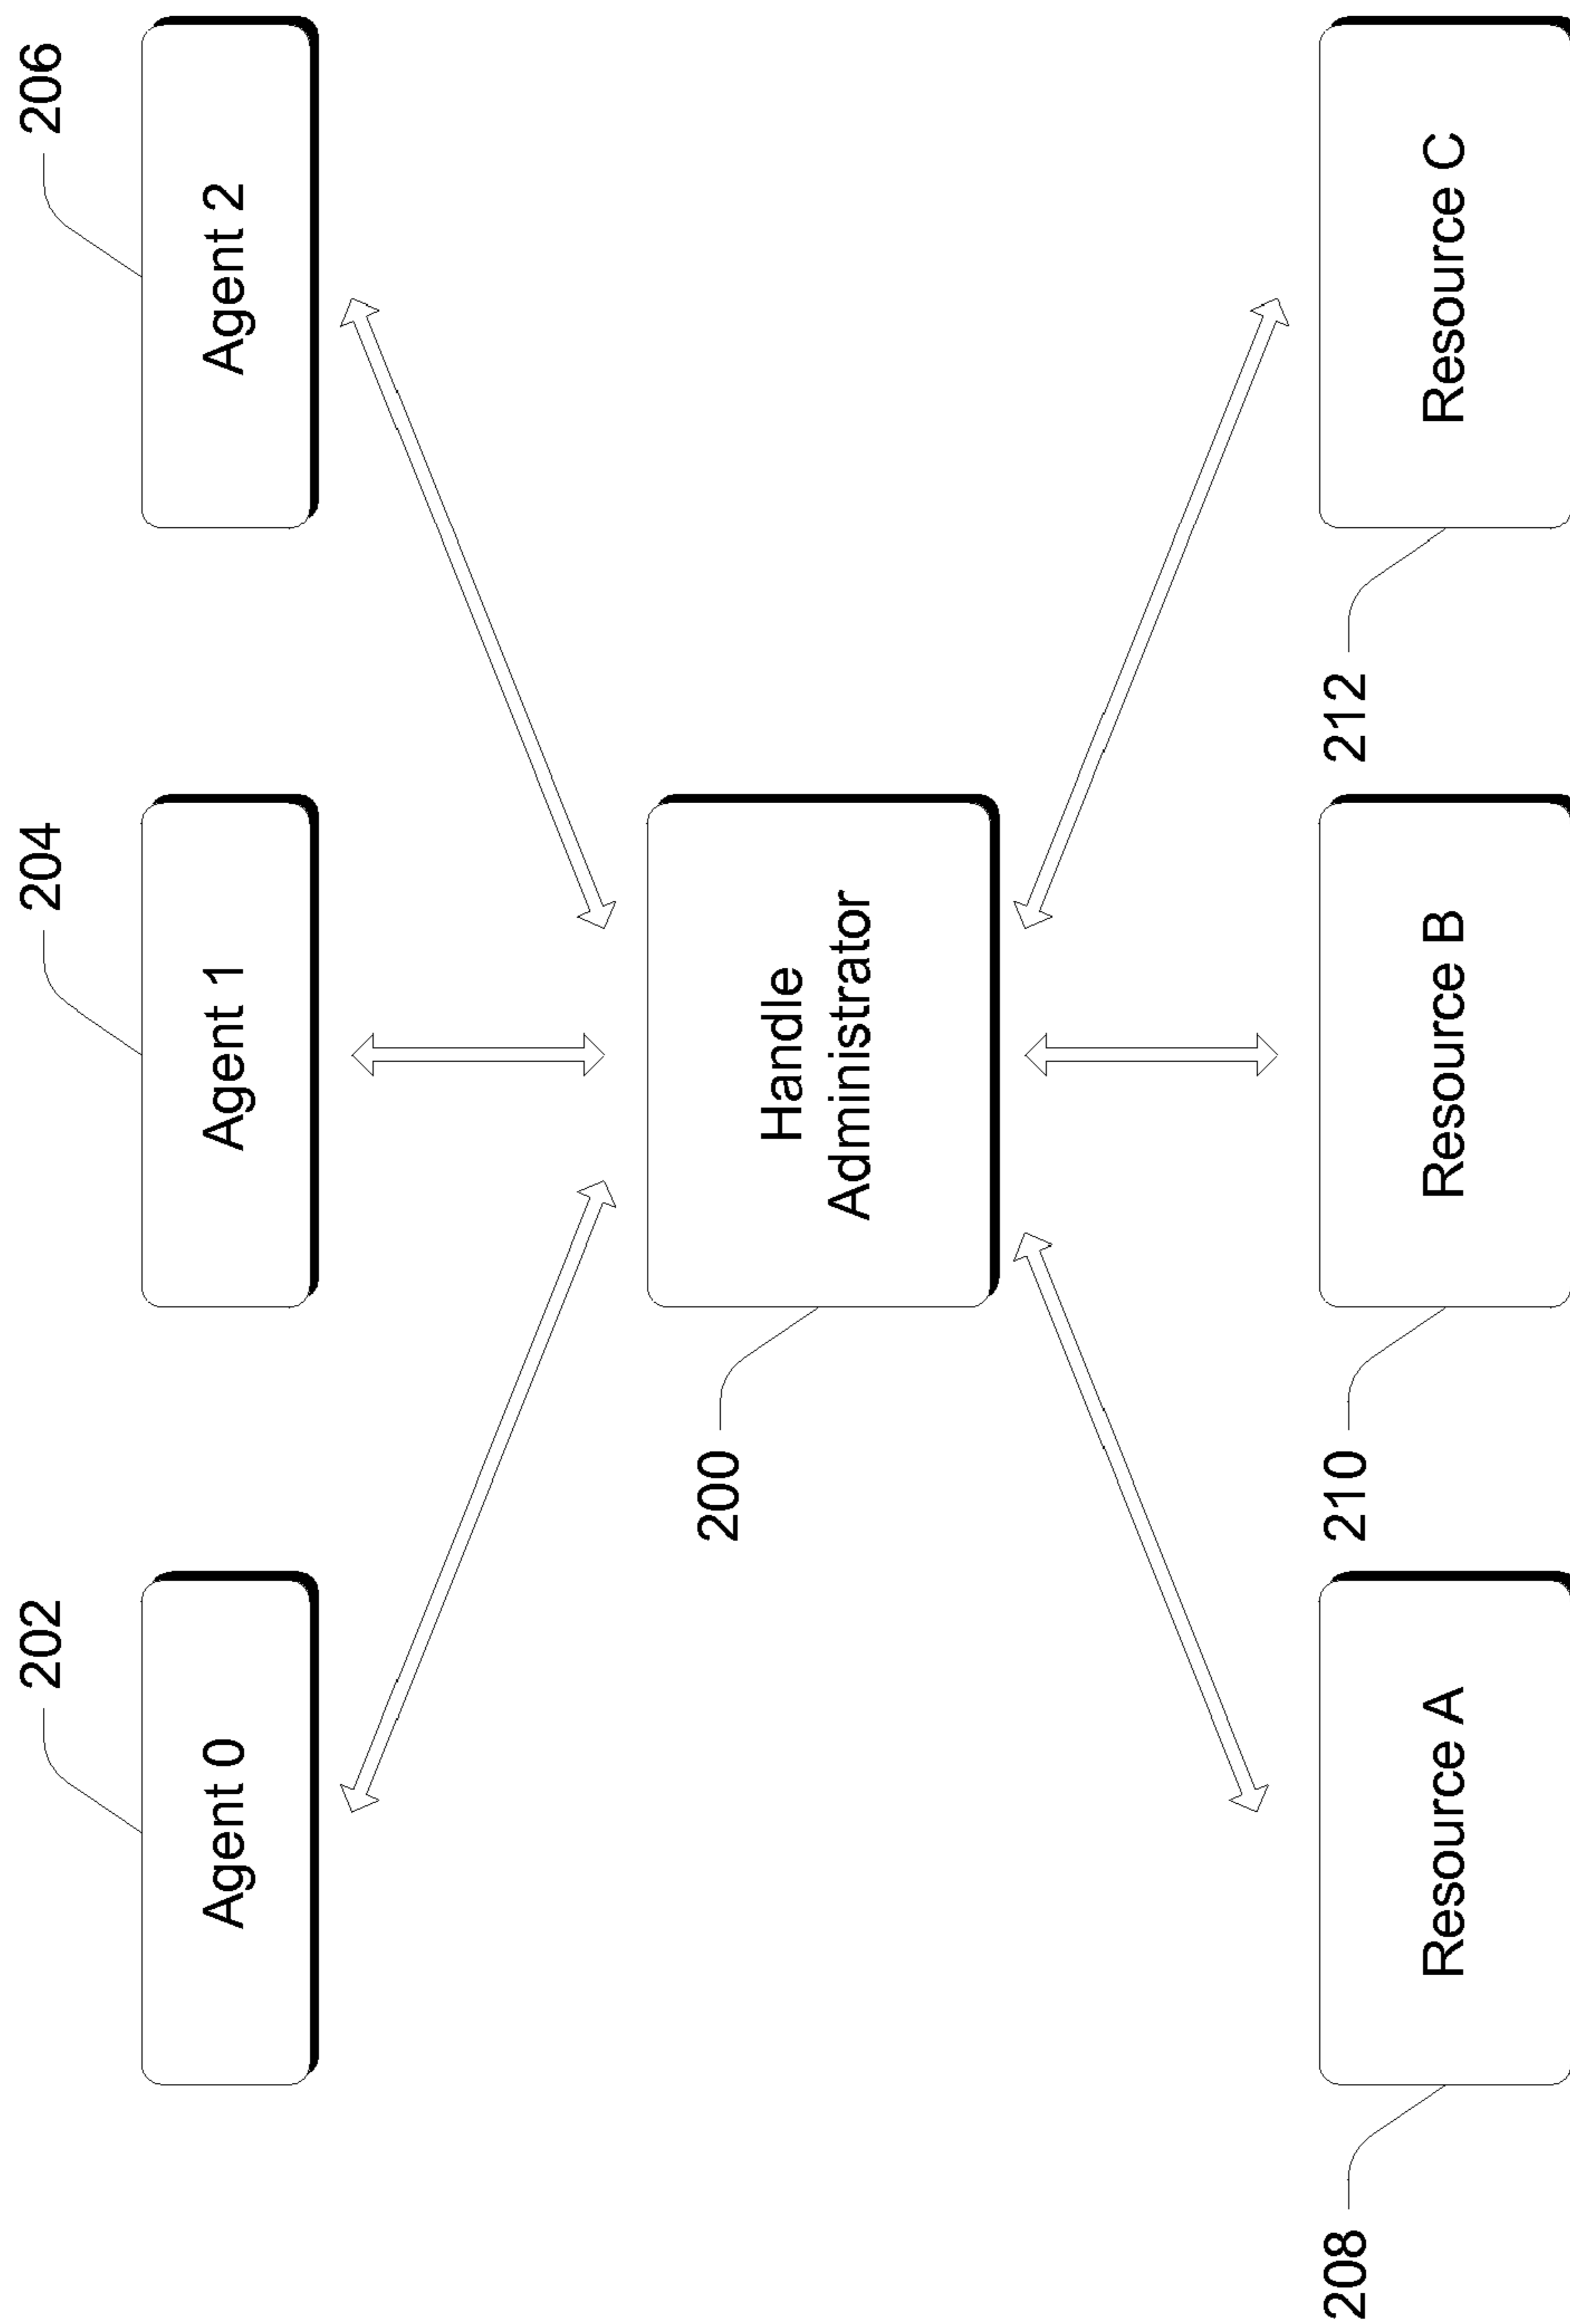 202
204
206
Agent 0
Agent 1
Agent 2
200
Handle
Administrator
208
210
212
Resource A
Resource B
Resource C